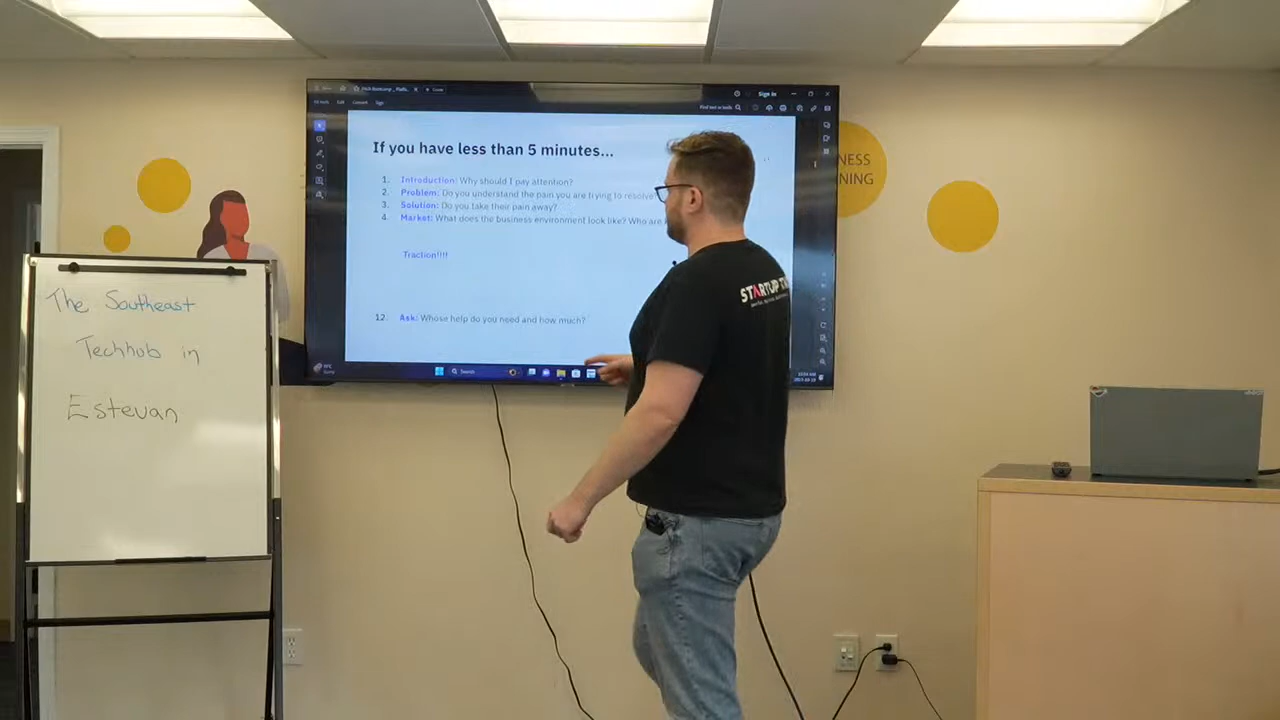 Sign in
If you have less than 5 minutes...
1. Introduction: Why should I pay attention?
2. Problem: Do you understand the pain you are trying to resolve
3. Solution: Do you take their pain away?
4. Market: What does the business environment look like? Who are
Traction!!!!
12. Ask: Whose help do you need and how much?
Search
NESS
NING
STARTUP
The Southeast
Techhub in
Estevan